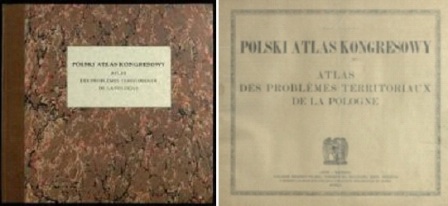 POLSKI ATLAS KONGRESOWY
ATLAS
DES PROBLÈMES TERRITORIAUX
DE LA POLOGNE
POLSKI ATLAS KONGRESOWY
ATLAS
DES PROBLÈMES TERRITORIAUX
DE LA POLOGNE